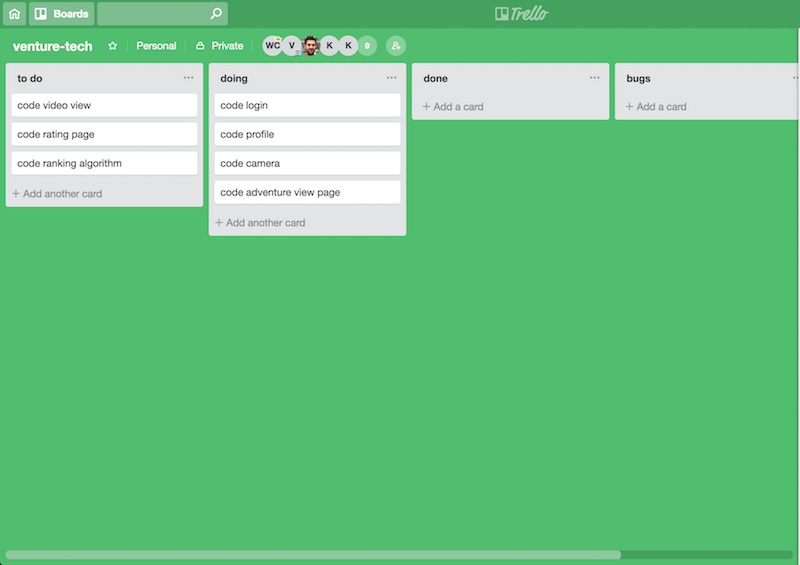 Boards
Trello
venture-tech
Personal
Private
WC
V
K
K
9
to do
code video view
code rating page
code ranking algorithm
+ Add another card
doing
code login
code profile
code camera
code adventure view page
+ Add another card
done
+ Add a card
bugs
+ Add a card